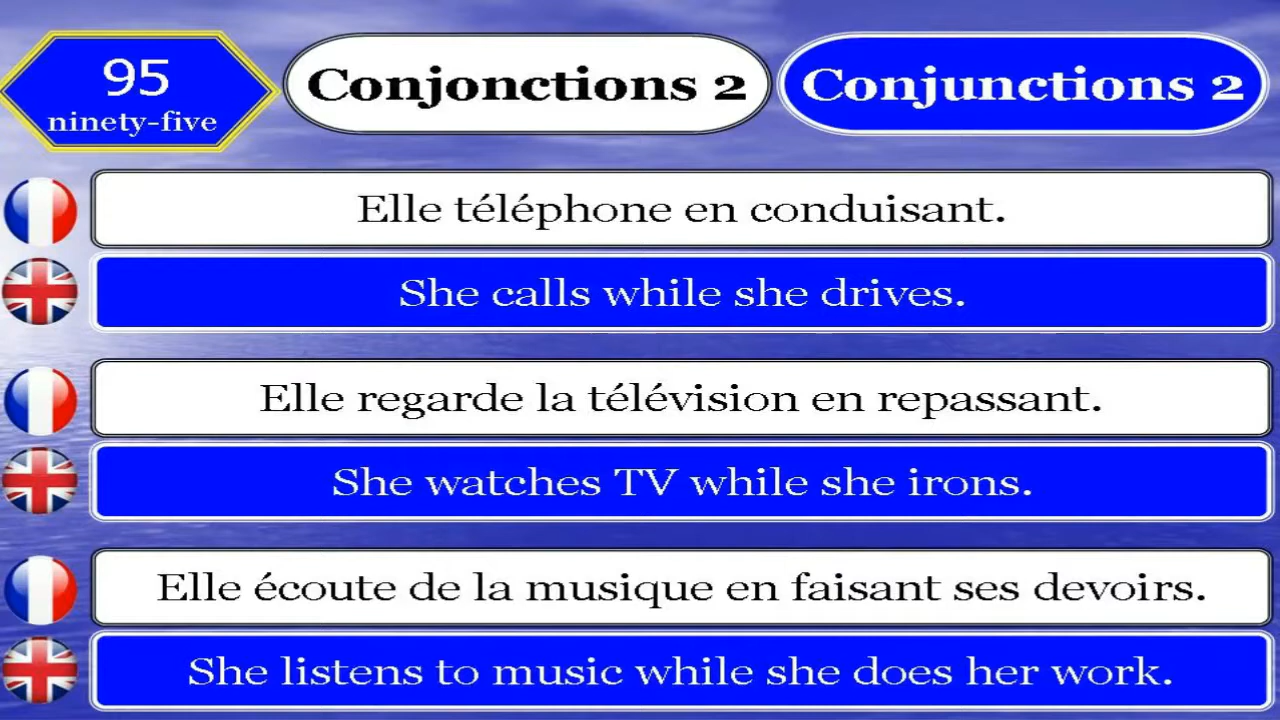 95
ninety-five
Conjonctions 2
Conjunctions 2
Elle téléphone en conduisant.
She calls while she drives.
Elle regarde la télévision en repassant.
She watches TV while she irons.
Elle écoute de la musique en faisant ses devoirs.
She listens to music while she does her work.